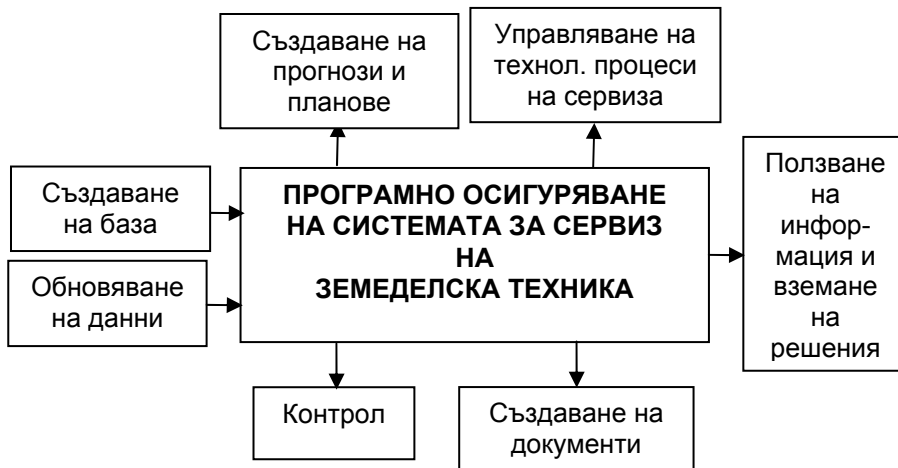 Създаване на
прогнози и
планове
Управляване на
технол. процеси
на сервиза
Създаване
на база
Обновяване
на данни
ПРОГРАМНО ОСИГУРЯВАНЕ
НА СИСТЕМАТА ЗА СЕРВИЗ
НА
ЗЕМЕДЕЛСКА ТЕХНИКА
Ползване
на
инфор-
мация и
вземане
на
решения
Контрол
Създаване на
документи